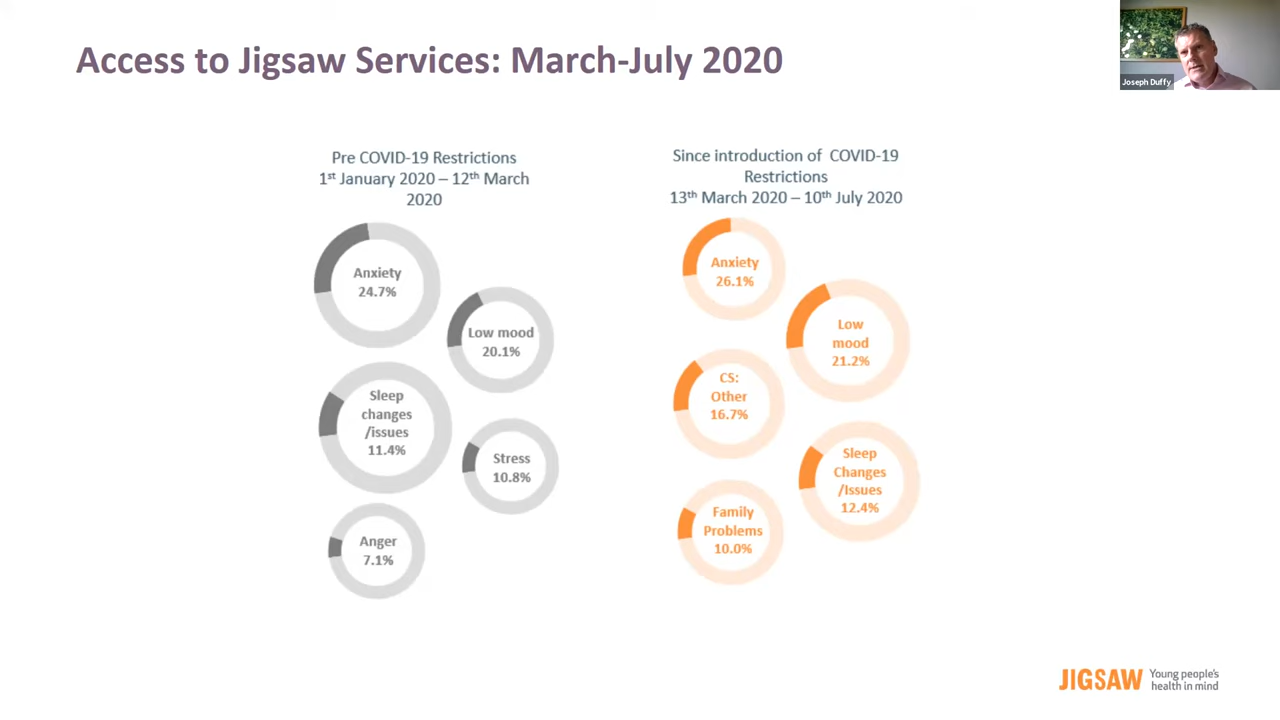 Access to Jigsaw Services: March-July 2020
Joseph Duffy
Pre COVID-19 Restrictions
1st January 2020 – 12th March
2020
Anxiety
24.7%
Low mood
20.1%
Sleep
changes
/issues
11.4%
Stress
10.8%
Anger
7.1%
Since introduction of COVID-19
Restrictions
13th March 2020 – 10th July 2020
Anxiety
26.1%
Low
mood
21.2%
CS:
Other
16.7%
Sleep
Changes
/Issues
12.4%
Family
Problems
10.0%
JIGSAW
Young people's
health in mind